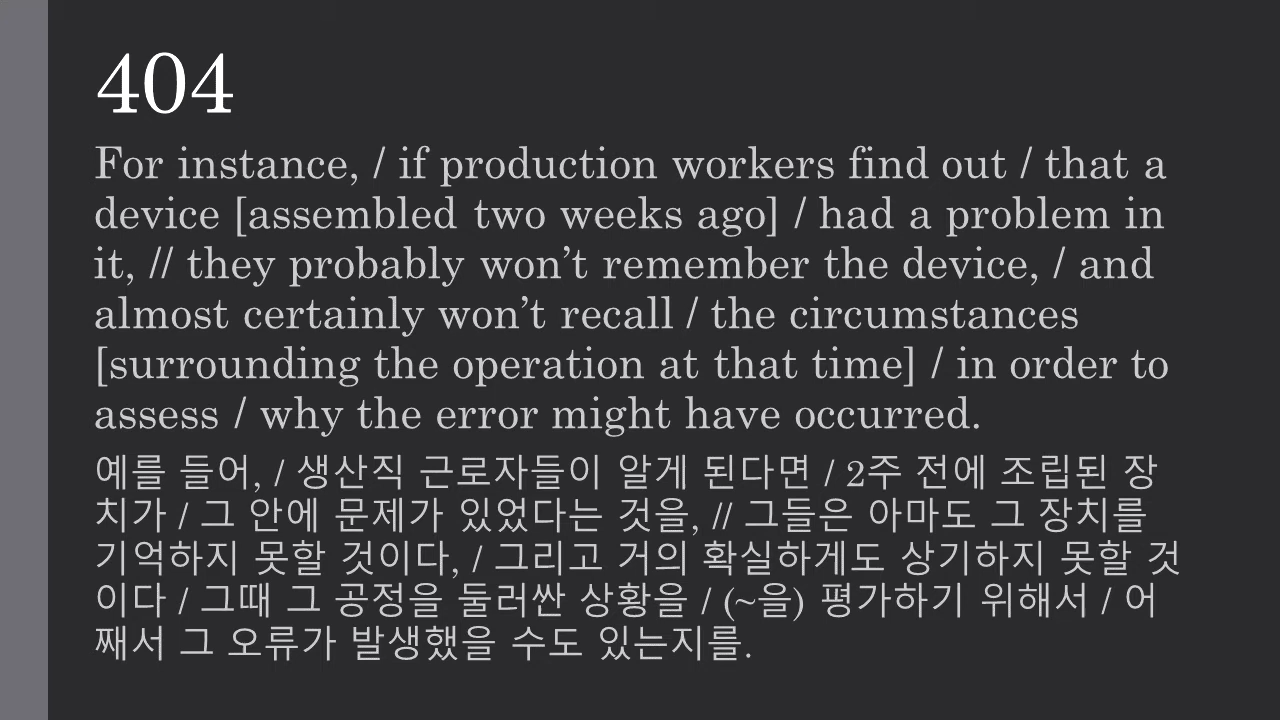 404
For instance, / if production workers find out / that a
device [assembled two weeks ago] / had a problem in
it, // they probably won’t remember the device, / and
almost certainly won’t recall / the circumstances
[surrounding the operation at that time] / in order to
assess / why the error might have occurred.
예를 들어, / 생산직 근로자들이 알게 된다면 / 2주 전에 조립된 장
치가 / 그 안에 문제가 있었다는 것을, // 그들은 아마도 그 장치를
기억하지 못할 것이다, / 그리고 거의 확실하게도 상기하지 못할 것
이다 / 그때 그 공정을 둘러싼 상황을 / (~을) 평가하기 위해서 / 어
째서 그 오류가 발생했을 수도 있는지를.